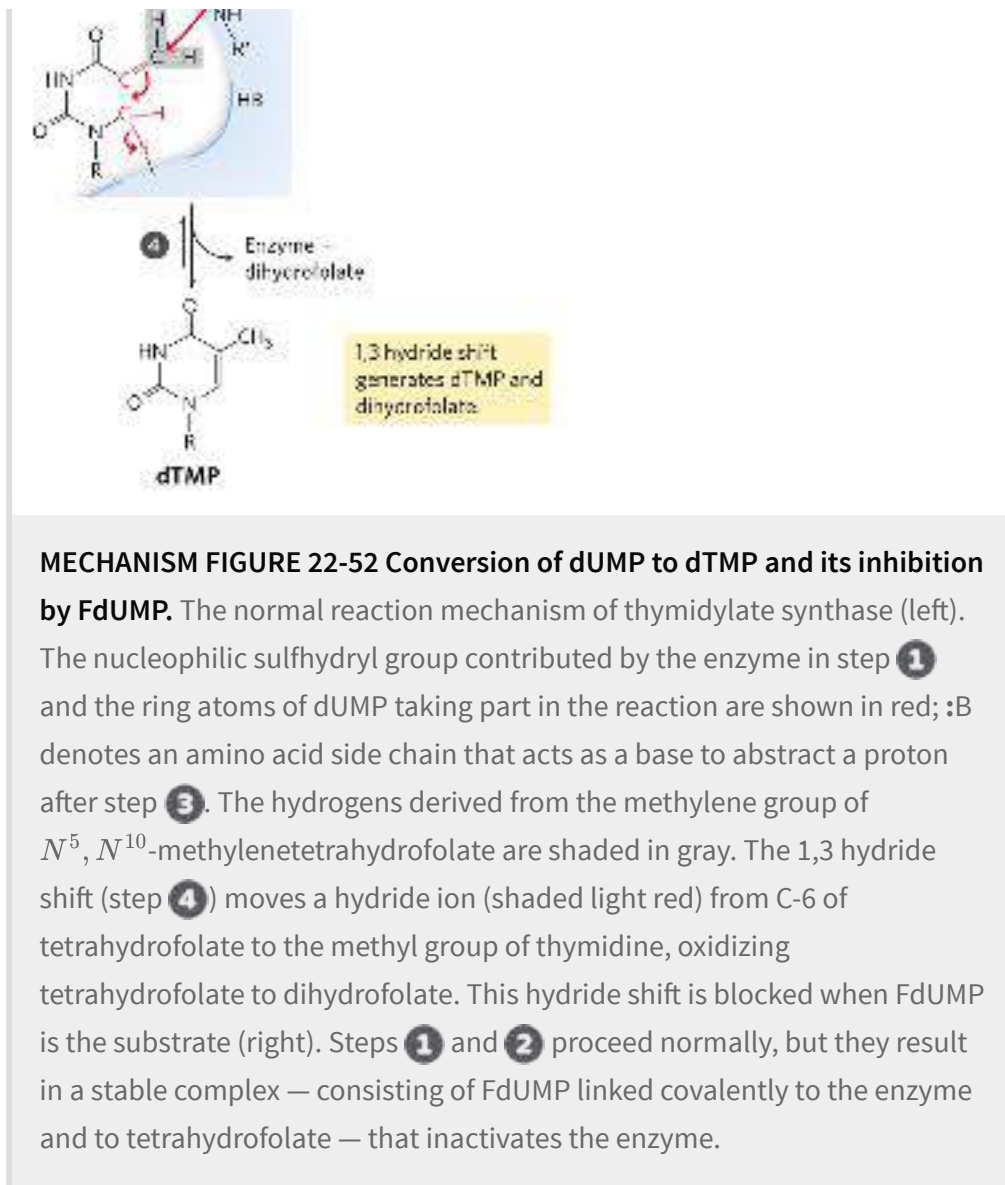 H
NH
O
C H
R'
HN
C
HB
C H
O
N
R
4
Enzyme +
dihydrofolate
O
CH₃
HN
1,3 hydride shift
generates dTMP and
dihydrofolate.
O
N
R
dTMP
MECHANISM FIGURE 22-52 Conversion of dUMP to dTMP and its inhibition
by FdUMP. The normal reaction mechanism of thymidylate synthase (left).
The nucleophilic sulfhydryl group contributed by the enzyme in step 1
and the ring atoms of dUMP taking part in the reaction are shown in red; :B
denotes an amino acid side chain that acts as a base to abstract a proton
after step 3. The hydrogens derived from the methylene group of
N⁵, N¹⁰-methylenetetrahydrofolate are shaded in gray. The 1,3 hydride
shift (step 4) moves a hydride ion (shaded light red) from C-6 of
tetrahydrofolate to the methyl group of thymidine, oxidizing
tetrahydrofolate to dihydrofolate. This hydride shift is blocked when FdUMP
is the substrate (right). Steps 1 and 2 proceed normally, but they result
in a stable complex — consisting of FdUMP linked covalently to the enzyme
and to tetrahydrofolate — that inactivates the enzyme.